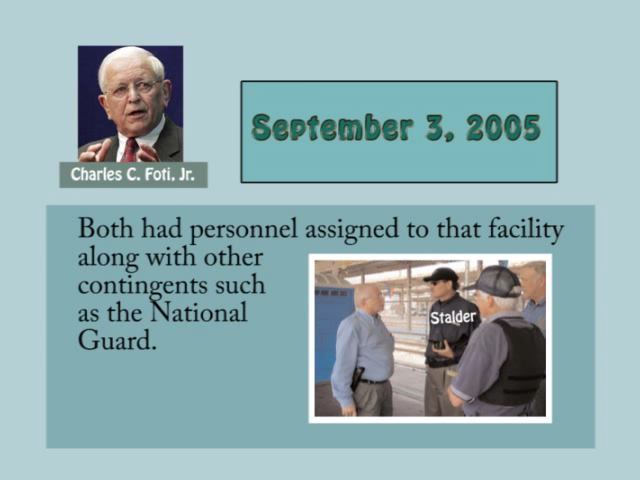 Charles C. Foti, Jr.
September 3, 2005
Both had personnel assigned to that facility
along with other
contingents such
as the National
Guard.
Stalder